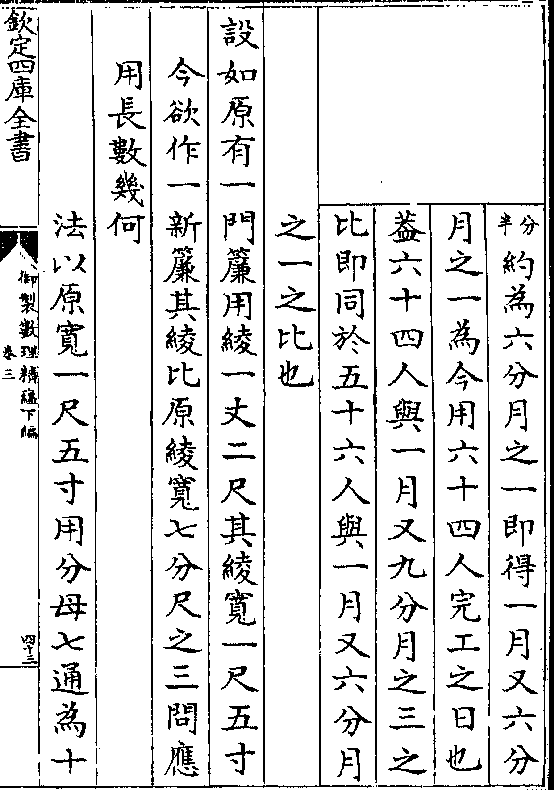 分
半
約為六分月之一即得一月又六分
月之一為今用六十四人完工之日也
蓋六十四人與一月又九分月之三之
比即同於五十六人與一月又六分月
之一之比也
設如原有一門簾用綾一丈二尺其綾寬一尺五寸
今欲作一新簾其綾比原綾寬七分尺之三問應
用長數幾何
法以原寬一尺五寸用分母七通為十
欽定四庫全書
御製數理精蘊下編
卷三
四十三